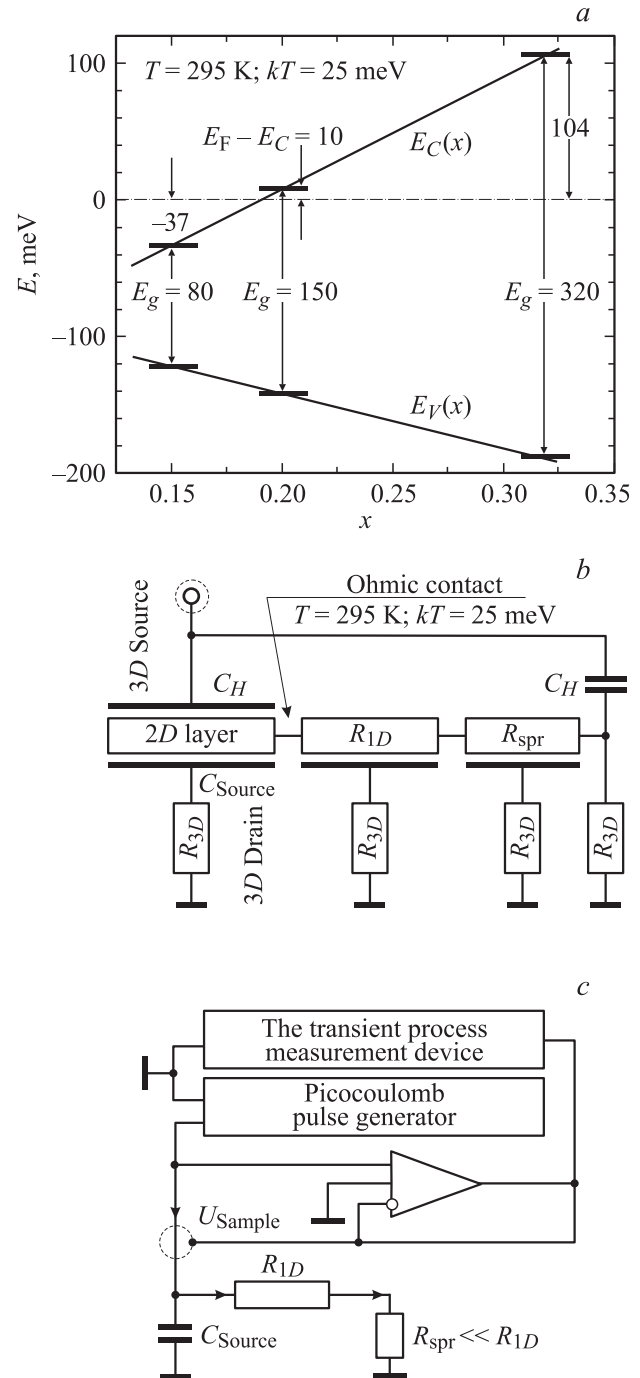 a
100
0
−100
−200
E, meV
T = 295 K; kT = 25 meV
E_F − E_C = 10
E_C(x)
104
−37
E_g = 80
E_g = 150
E_g = 320
E_V(x)
0.15
0.20
0.25
0.30
0.35
x
b
Ohmic contact
T = 295 K; kT = 25 meV
3D Source
C_H
C_H
2D layer
R_1D
R_spr
C_Source
R_3D
3D Drain
R_3D
R_3D
R_3D
c
The transient process
measurement device
Picocoulomb
pulse generator
U_Sample
R_1D
C_Source
R_spr << R_1D